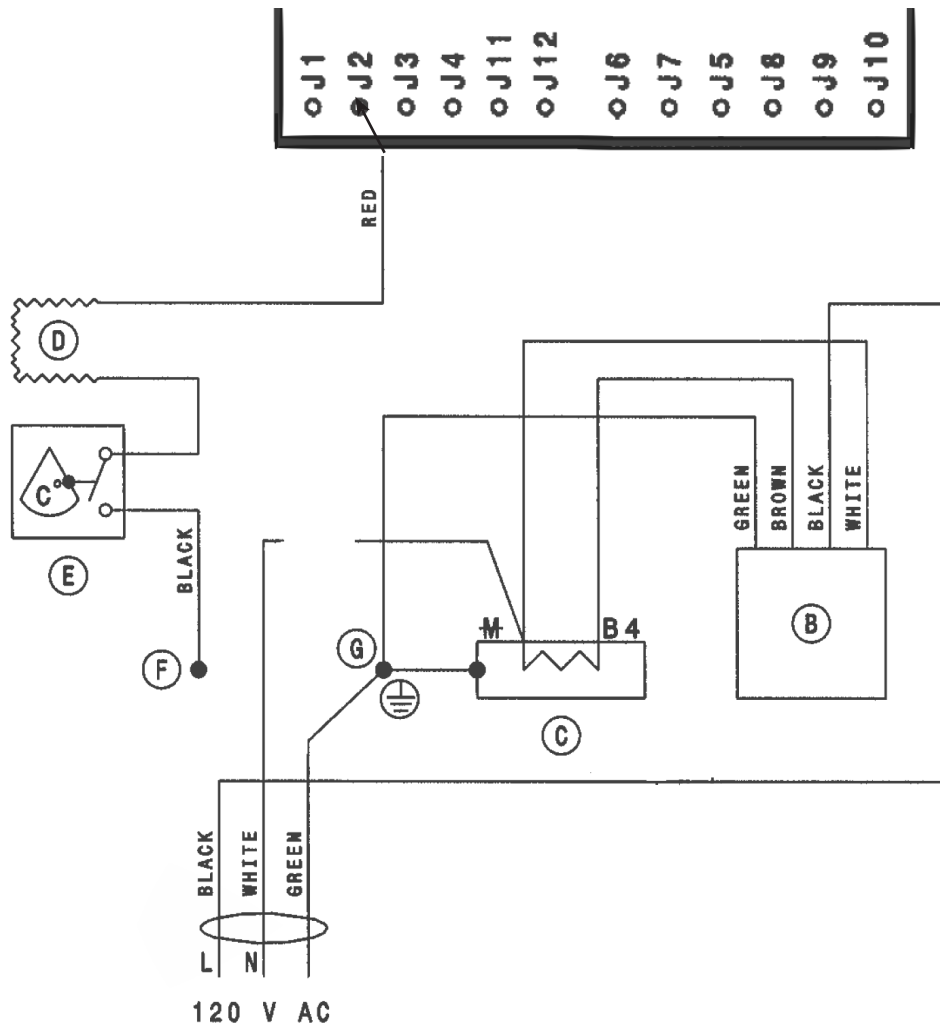 J1 J2 J3 J4 J11 J12 J6 J7 J5 J8 J9 J10
RED
D
C°
E
BLACK
F
GREEN BROWN BLACK WHITE
B
M B4
G
C
BLACK WHITE GREEN
L N
120 V AC